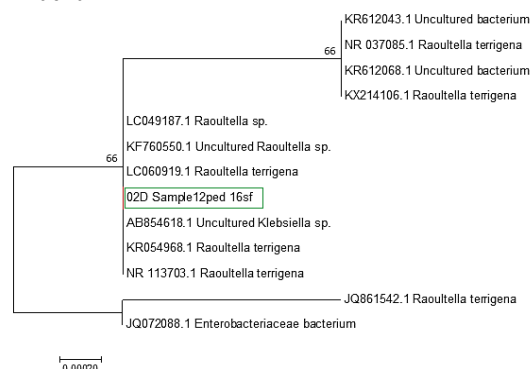 KR612043.1 Uncultured bacterium
66
NR 037085.1 Raoultella terrigena
KR612068.1 Uncultured bacterium
KX214106.1 Raoultella terrigena
LC049187.1 Raoultella sp.
KF760550.1 Uncultured Raoultella sp.
66
LC060919.1 Raoultella terrigena
02D Sample12ped 16sf
AB854618.1 Uncultured Klebsiella sp.
KR054968.1 Raoultella terrigena
NR 113703.1 Raoultella terrigena
JQ861542.1 Raoultella terrigena
JQ072088.1 Enterobacteriaceae bacterium